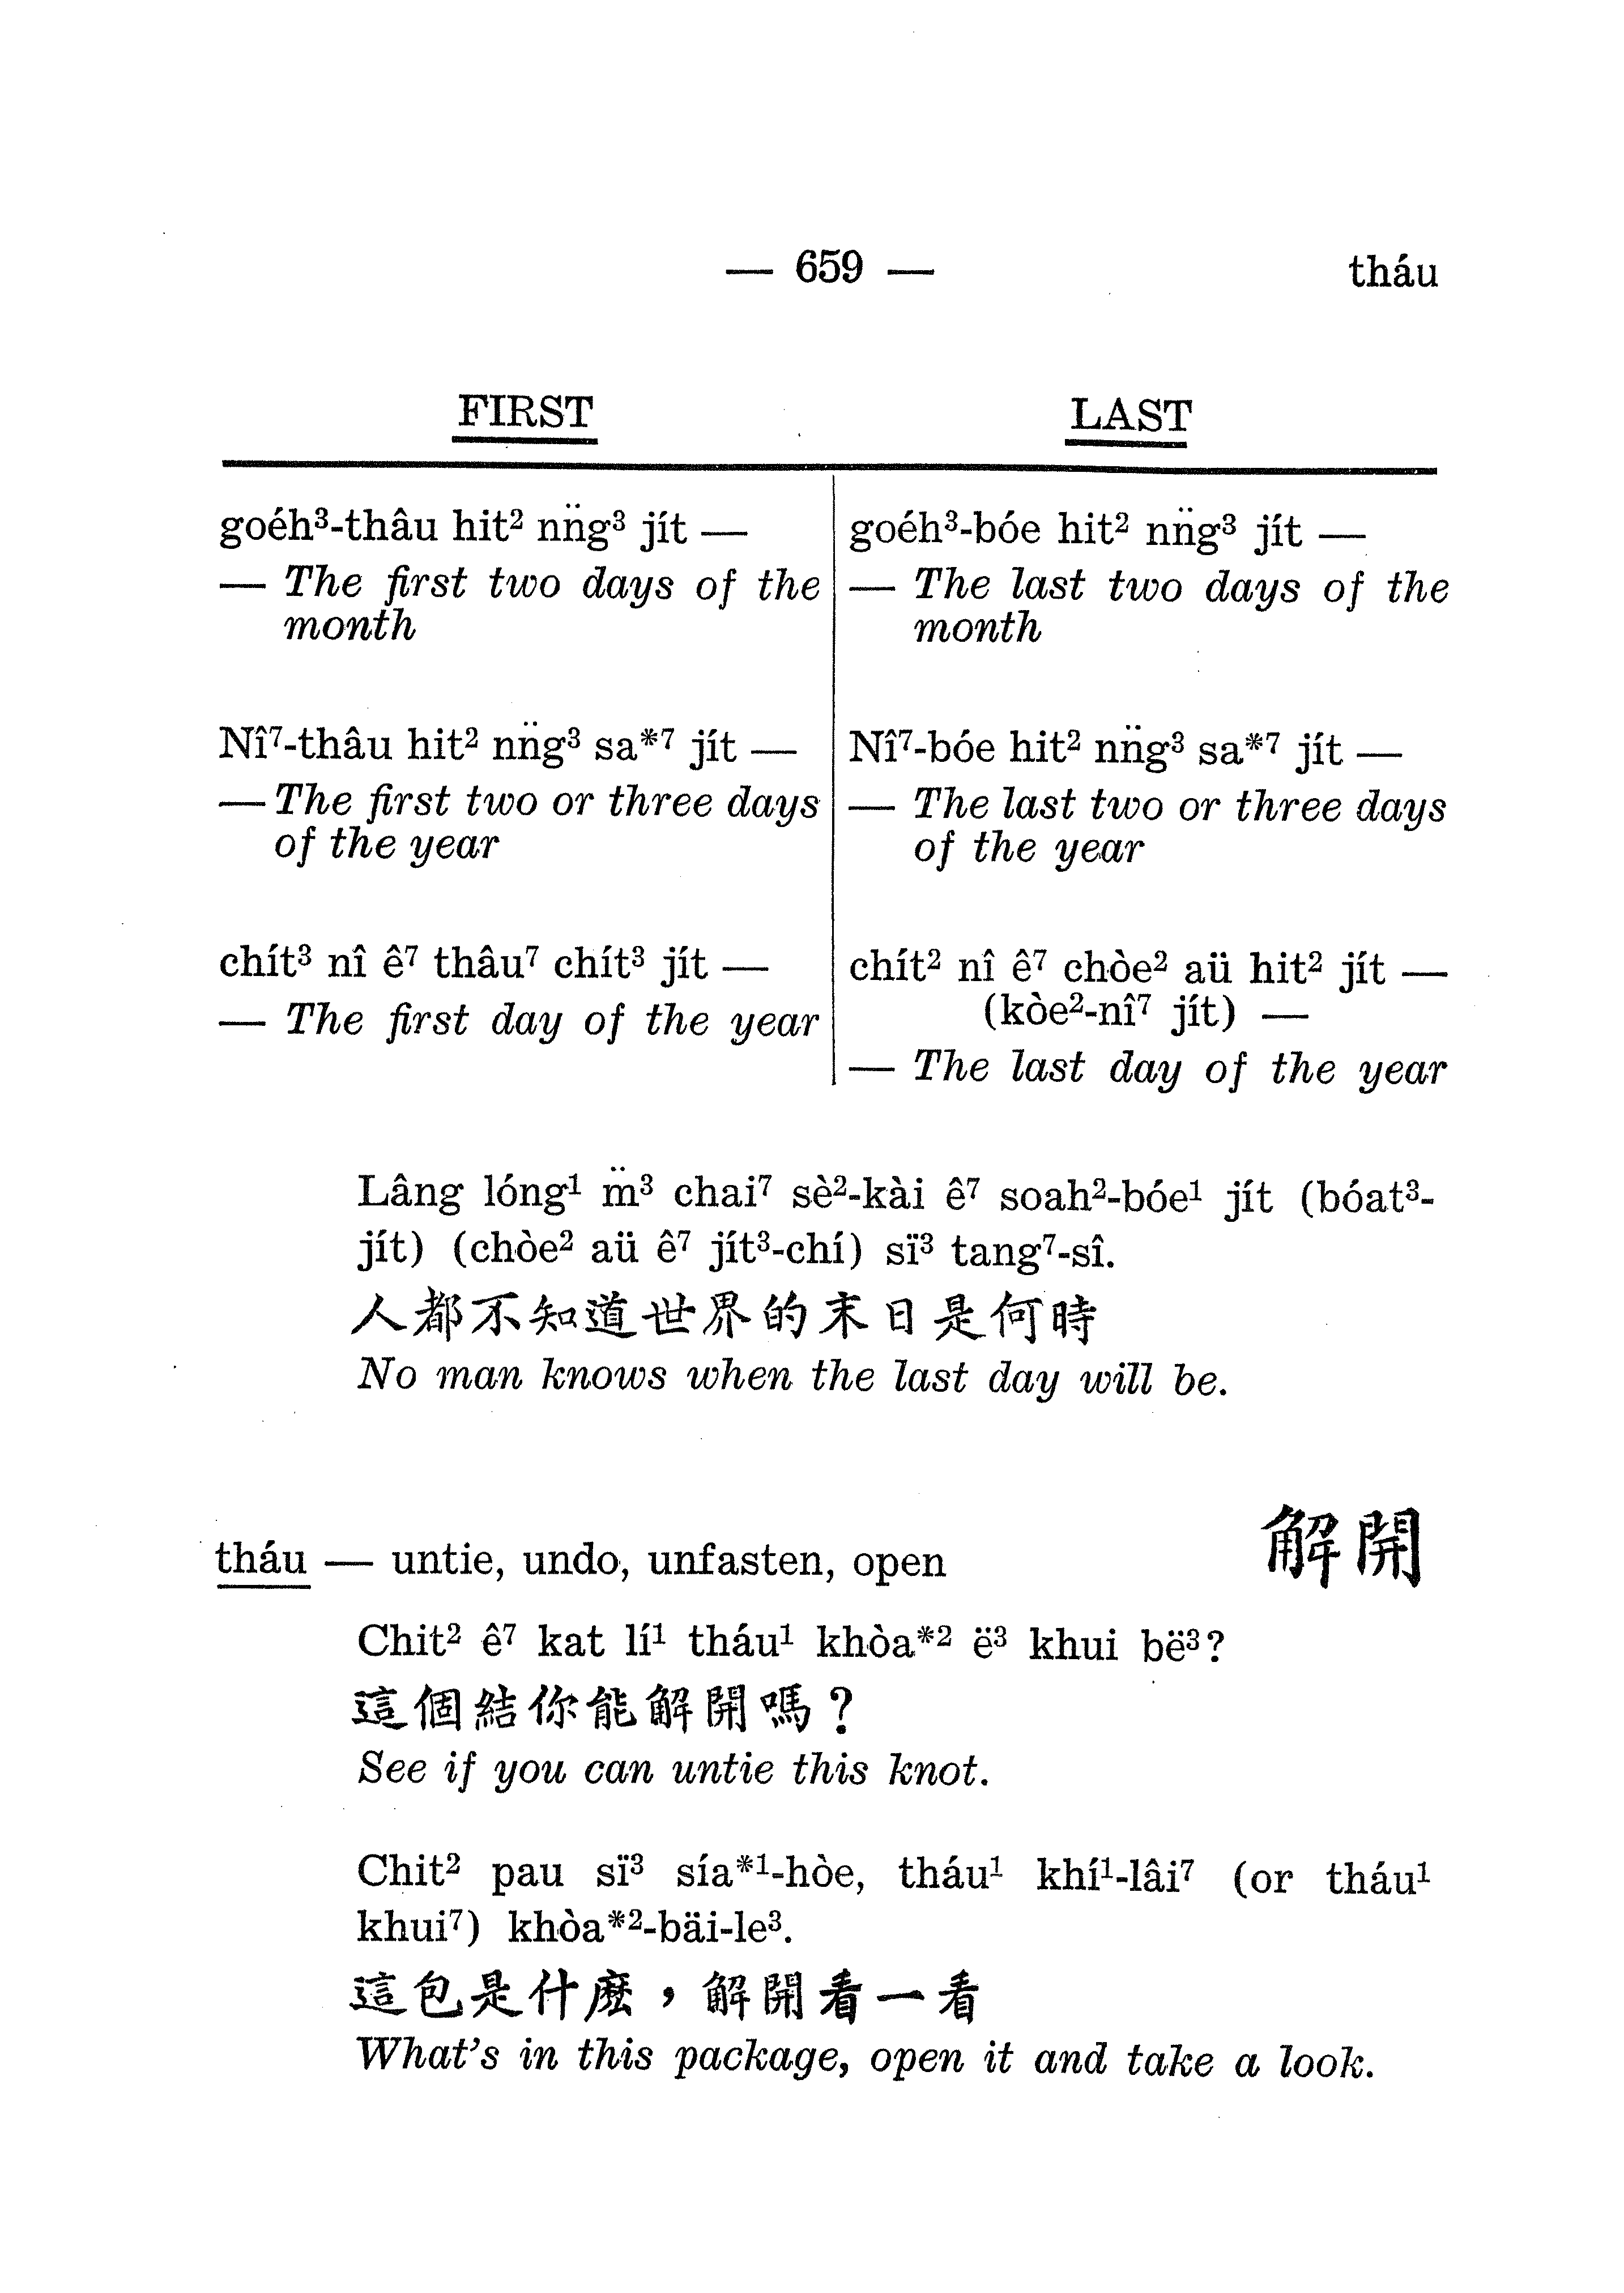 — 659 — tháu
FIRST
goéh³-thâu hit² nn̈g³ jít —
— The first two days of the
month
Nî⁷-thâu hit² nn̈g³ sa*⁷ jít —
— The first two or three days
of the year
chít³ nî ê⁷ thâu⁷ chít³ jít —
— The first day of the year
LAST
goéh³-bóe hit² nn̈g³ jít —
— The last two days of the
month
Nî⁷-bóe hit² nn̈g³ sa*⁷ jít —
— The last two or three days
of the year
chít² nî ê⁷ chòe² aü hit² jít —
(kòe²-nî⁷ jít) —
— The last day of the year
Lâng lóng¹ m̈³ chai⁷ sè²-kài ê⁷ soah²-bóe¹ jít (bóat³-
jít) (chòe² aü ê⁷ jít³-chí) sï³ tang⁷-sî.
人都不知道世界的末日是何時
No man knows when the last day will be.
tháu — untie, undo, unfasten, open 解開
Chit² ê⁷ kat lí¹ tháu¹ khòa*² ë³ khui bë³?
這個結你能解開嗎?
See if you can untie this knot.
Chit² pau sï³ sía*¹-hòe, tháu¹ khí¹-lâi⁷ (or tháu¹
khui⁷) khòa*²-bäi-le³.
這包是什麼，解開看一看
What's in this package, open it and take a look.